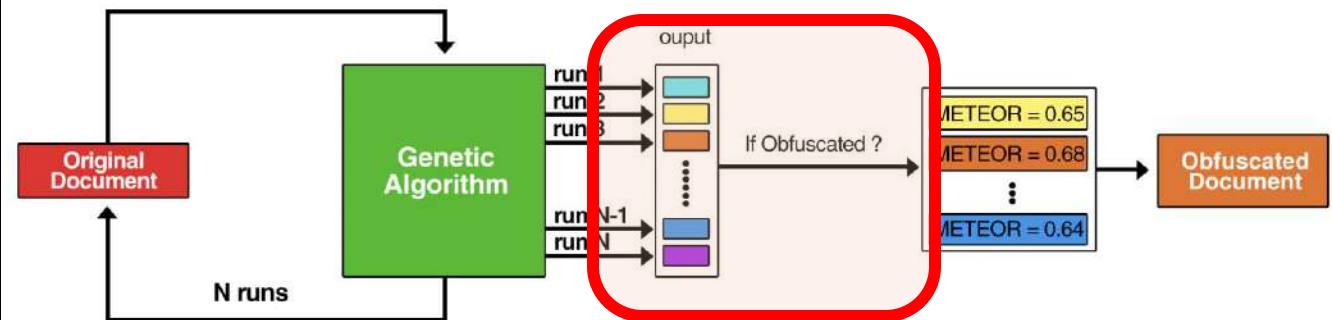 ouput
run 1
run 2
run 3
Original
Document
Genetic
Algorithm
If Obfuscated ?
METEOR = 0.65
METEOR = 0.68
METEOR = 0.64
Obfuscated
Document
run N-1
run N
N runs